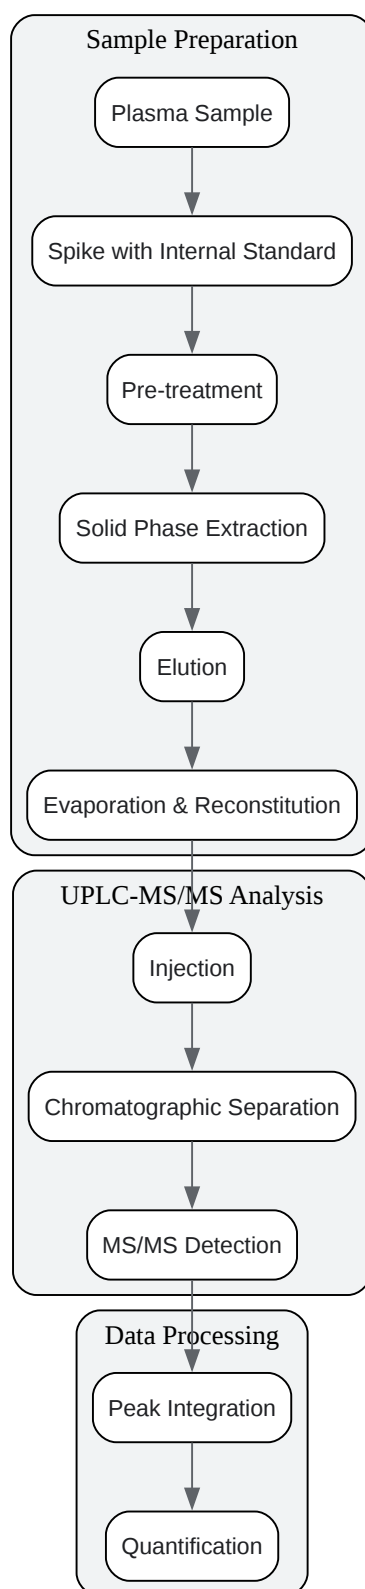 Sample Preparation
Plasma Sample
Spike with Internal Standard
Pre-treatment
Solid Phase Extraction
Elution
Evaporation & Reconstitution
UPLC-MS/MS Analysis
Injection
Chromatographic Separation
MS/MS Detection
Data Processing
Peak Integration
Quantification